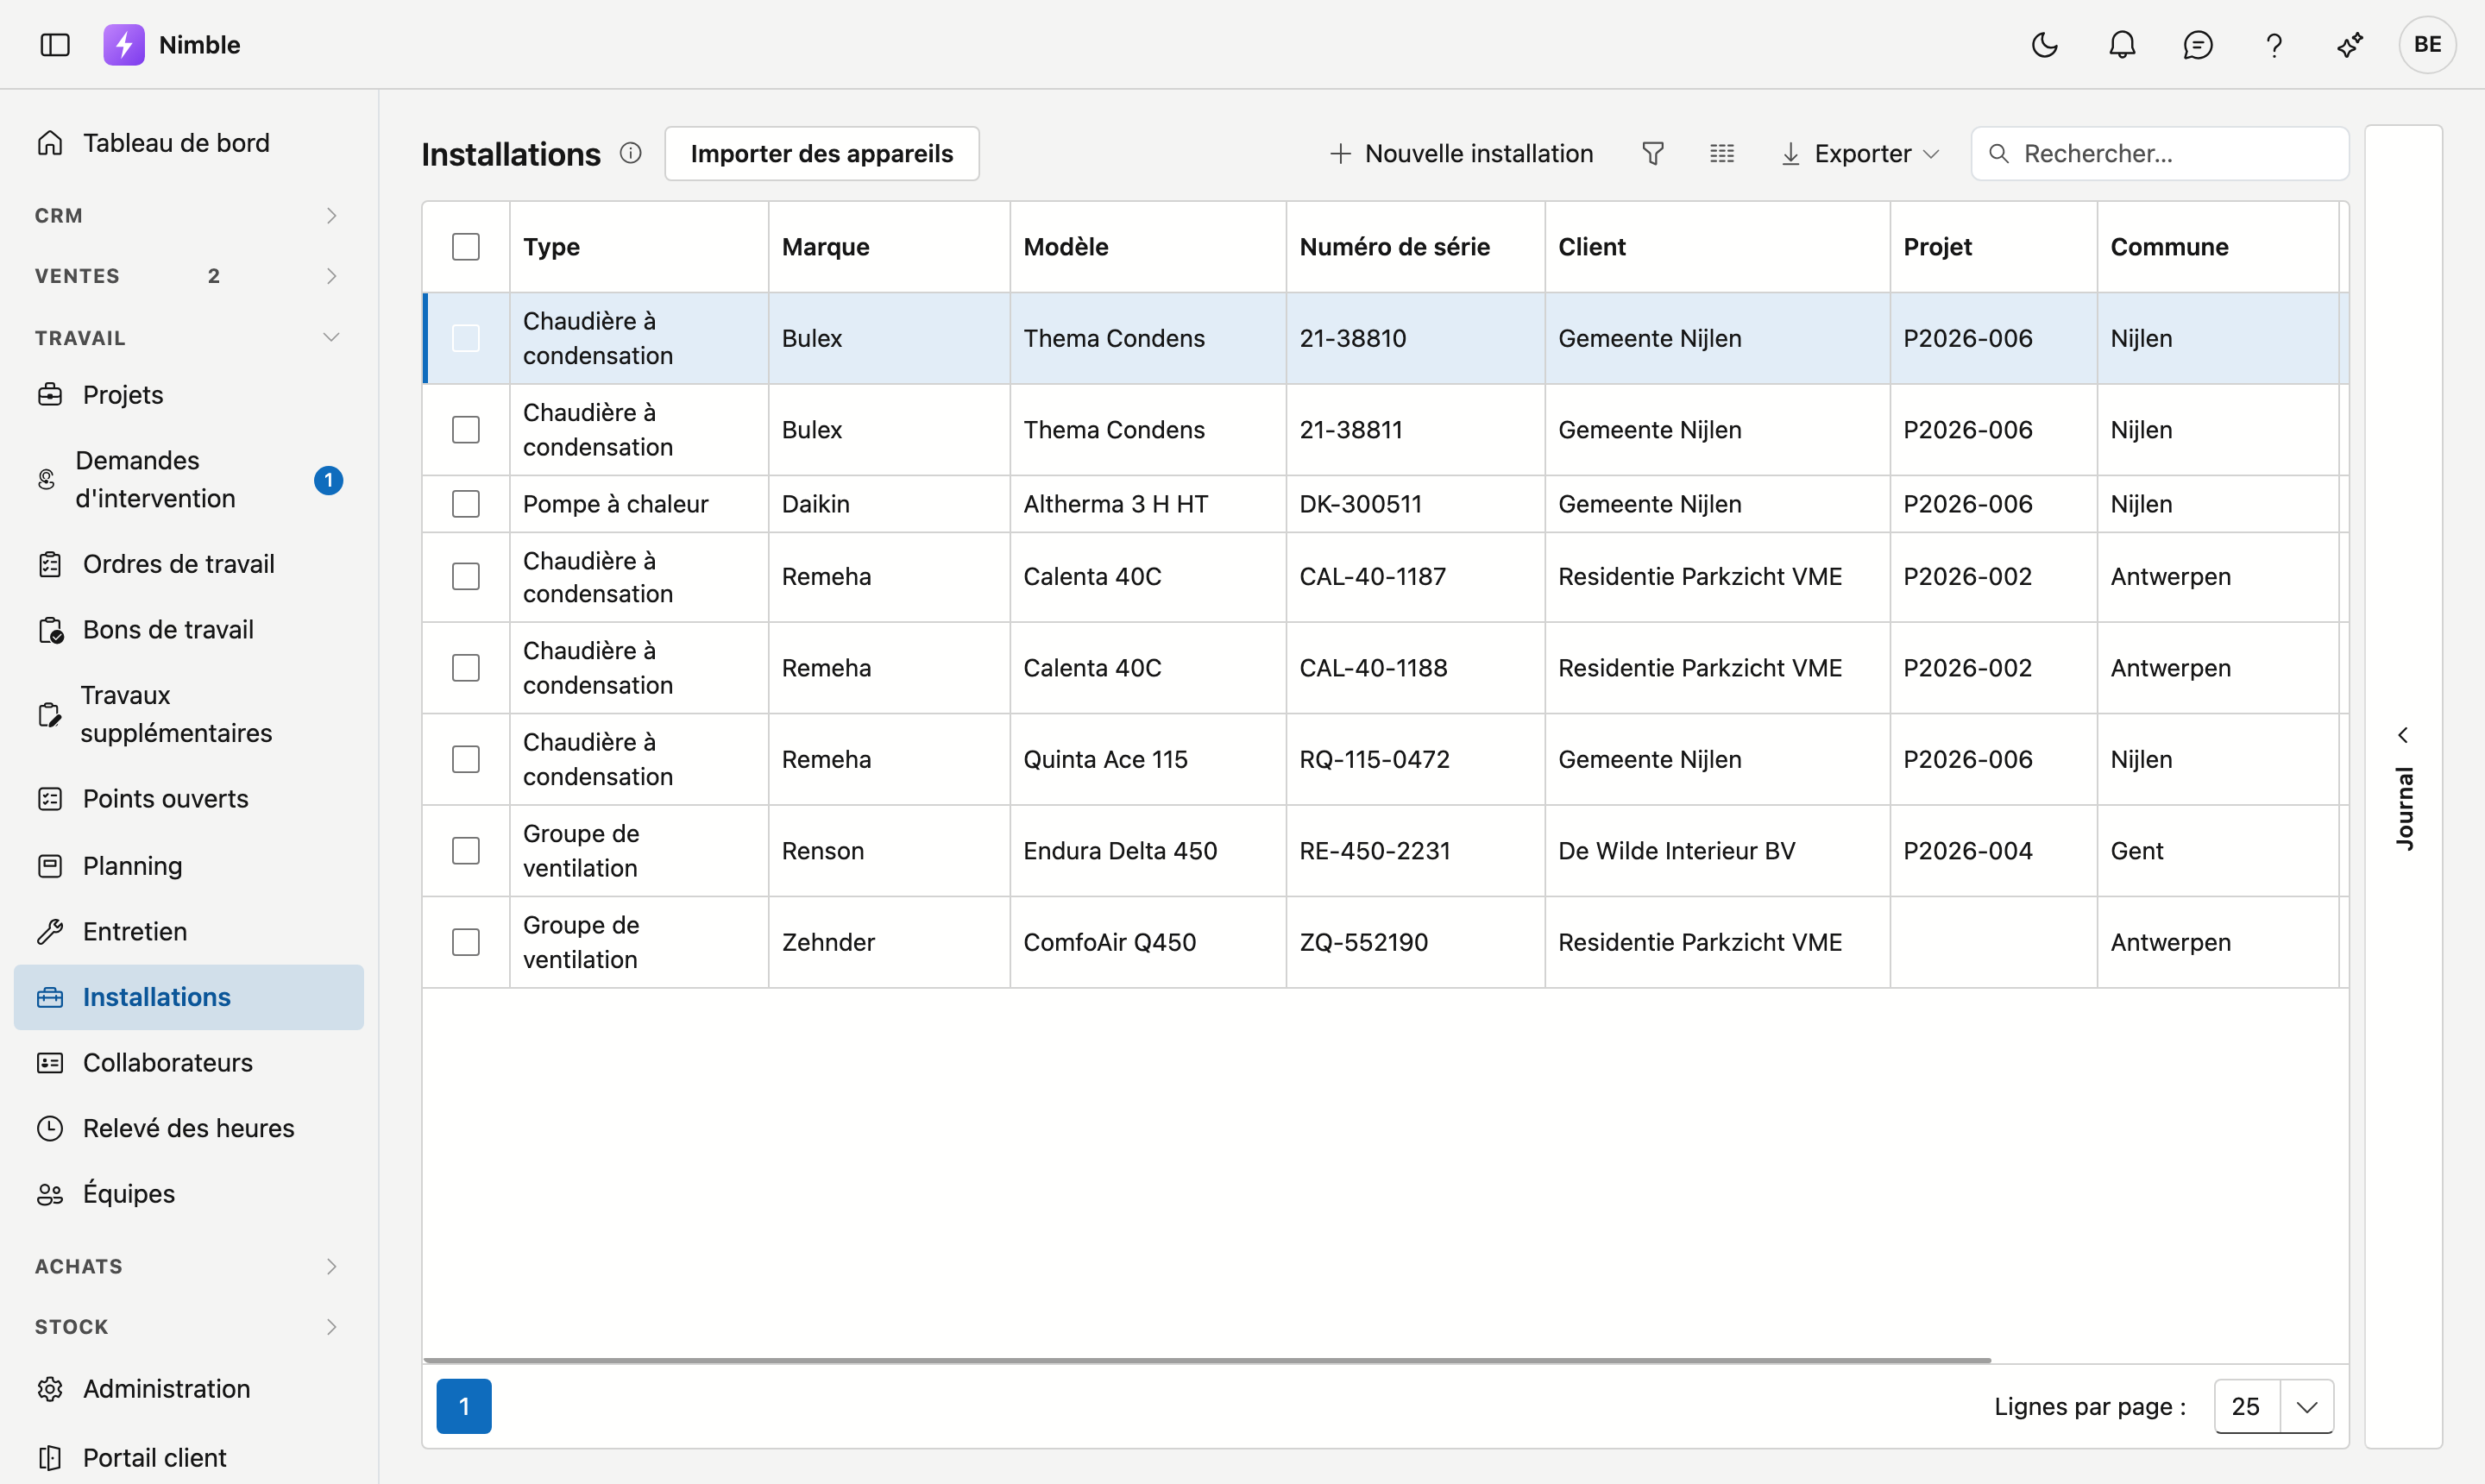 Nimble
BE
Tableau de bord
CRM
VENTES 2
TRAVAIL
Projets
Demandes
d'intervention
1
Ordres de travail
Bons de travail
Travaux
supplémentaires
Points ouverts
Planning
Entretien
Installations
Collaborateurs
Relevé des heures
Équipes
ACHATS
STOCK
Administration
Portail client
Installations
Importer des appareils
Nouvelle installation
Exporter
Rechercher...
Type Marque Modèle Numéro de série Client Projet Commune
Chaudière à condensation Bulex Thema Condens 21-38810 Gemeente Nijlen P2026-006 Nijlen
Chaudière à condensation Bulex Thema Condens 21-38811 Gemeente Nijlen P2026-006 Nijlen
Pompe à chaleur Daikin Altherma 3 H HT DK-300511 Gemeente Nijlen P2026-006 Nijlen
Chaudière à condensation Remeha Calenta 40C CAL-40-1187 Residentie Parkzicht VME P2026-002 Antwerpen
Chaudière à condensation Remeha Calenta 40C CAL-40-1188 Residentie Parkzicht VME P2026-002 Antwerpen
Chaudière à condensation Remeha Quinta Ace 115 RQ-115-0472 Gemeente Nijlen P2026-006 Nijlen
Groupe de ventilation Renson Endura Delta 450 RE-450-2231 De Wilde Interieur BV P2026-004 Gent
Groupe de ventilation Zehnder ComfoAir Q450 ZQ-552190 Residentie Parkzicht VME Antwerpen
1
Lignes par page : 25
Journal